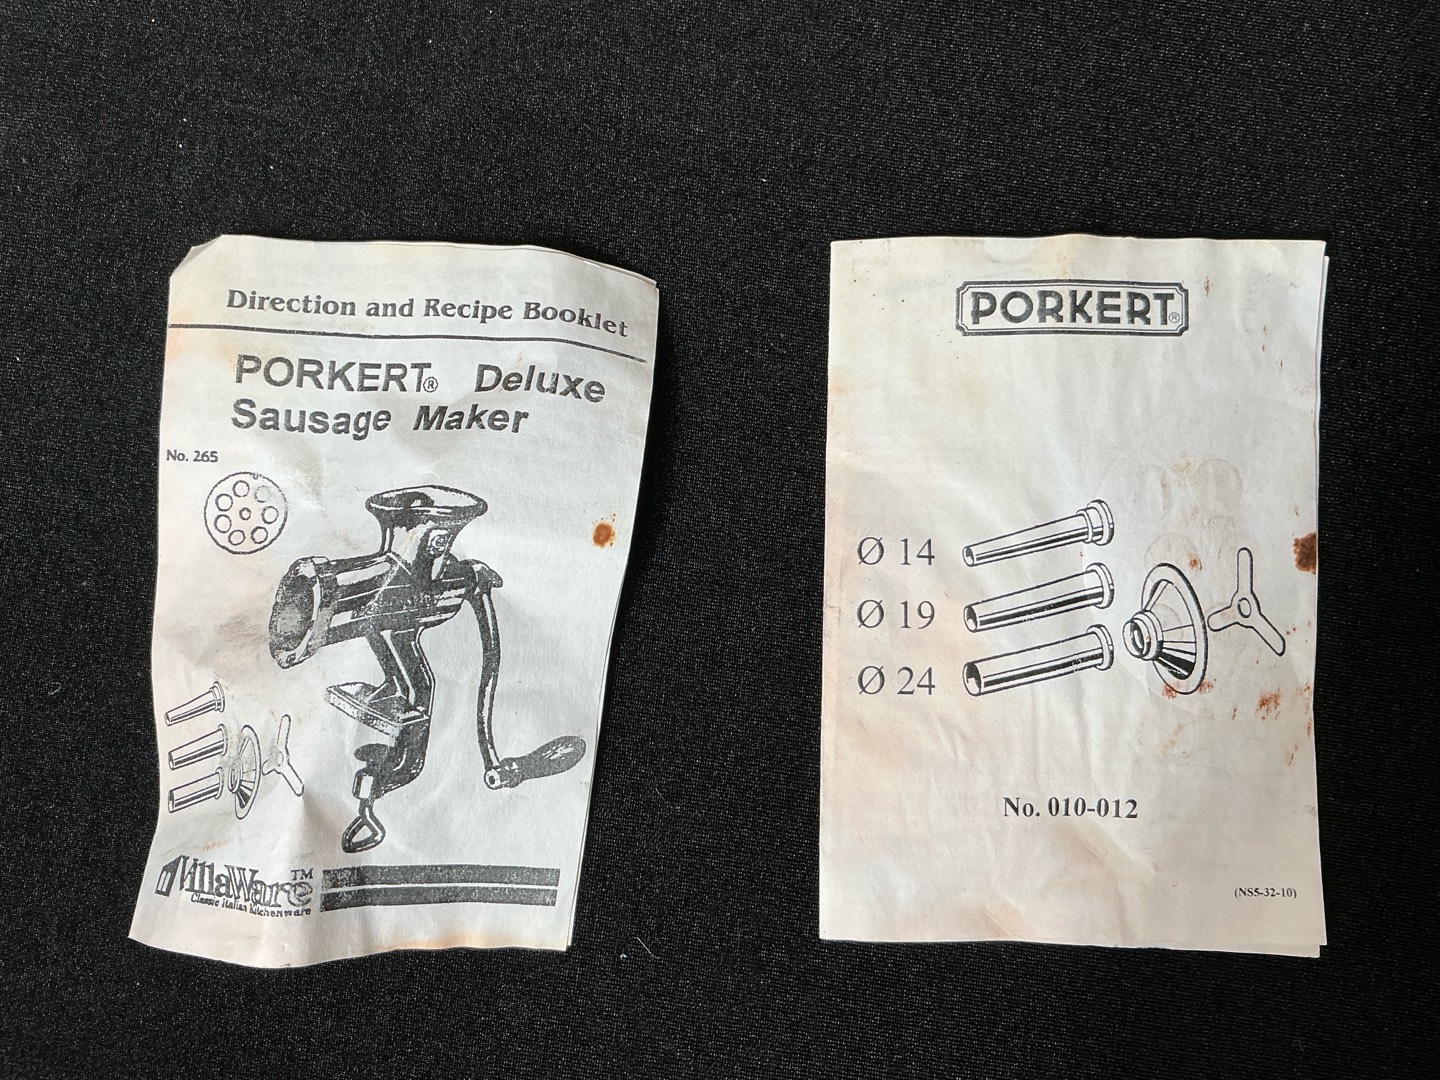 Direction and Recipe Booklet
PORKERT® Deluxe
Sausage Maker
No. 265
VillaWare™
Classic Italian Kitchenware
PORKERT®
Ø 14
Ø 19
Ø 24
No. 010-012
(NS5-32-10)